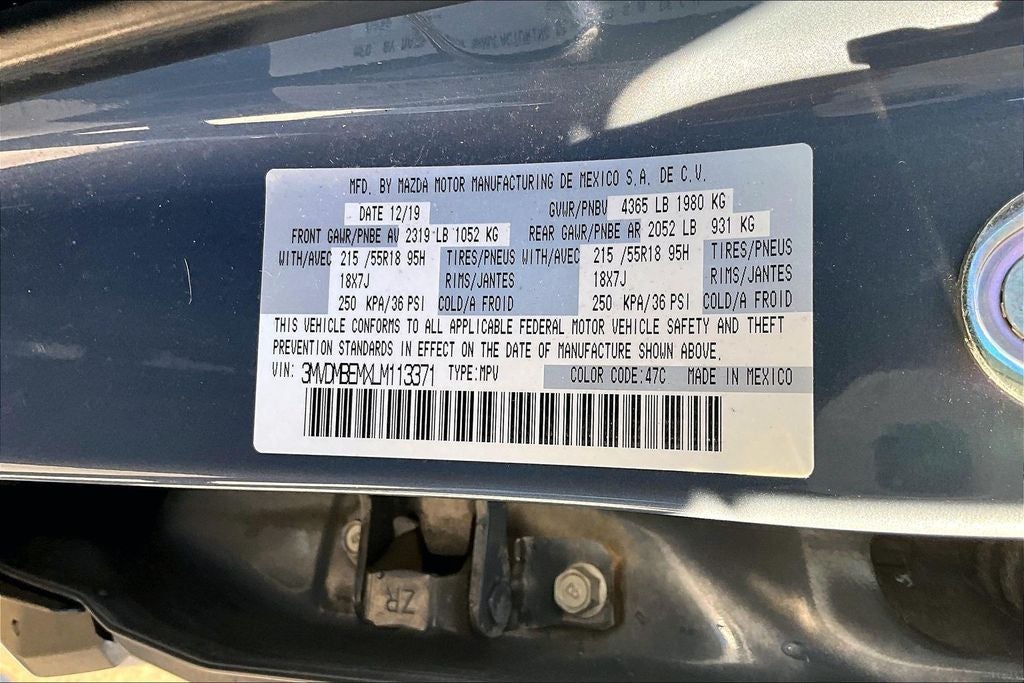 MFD. BY MAZDA MOTOR MANUFACTURING DE MEXICO S.A. DE C.V.
DATE 12/19 GVWR/PNBV 4365 LB 1980 KG
FRONT GAWR/PNBE AV 2319 LB 1052 KG REAR GAWR/PNBE AR 2052 LB 931 KG
WITH/AVEC 215 /55R18 95H TIRES/PNEUS WITH/AVEC 215 /55R18 95H TIRES/PNEUS
18X7J RIMS/JANTES 18X7J RIMS/JANTES
250 KPA/36 PSI COLD/A FROID 250 KPA/36 PSI COLD/A FROID
THIS VEHICLE CONFORMS TO ALL APPLICABLE FEDERAL MOTOR VEHICLE SAFETY AND THEFT
PREVENTION STANDARDS IN EFFECT ON THE DATE OF MANUFACTURE SHOWN ABOVE.
VIN: 3MVDMBEMXLM113371 TYPE:MPV COLOR CODE:47C MADE IN MEXICO
ZR